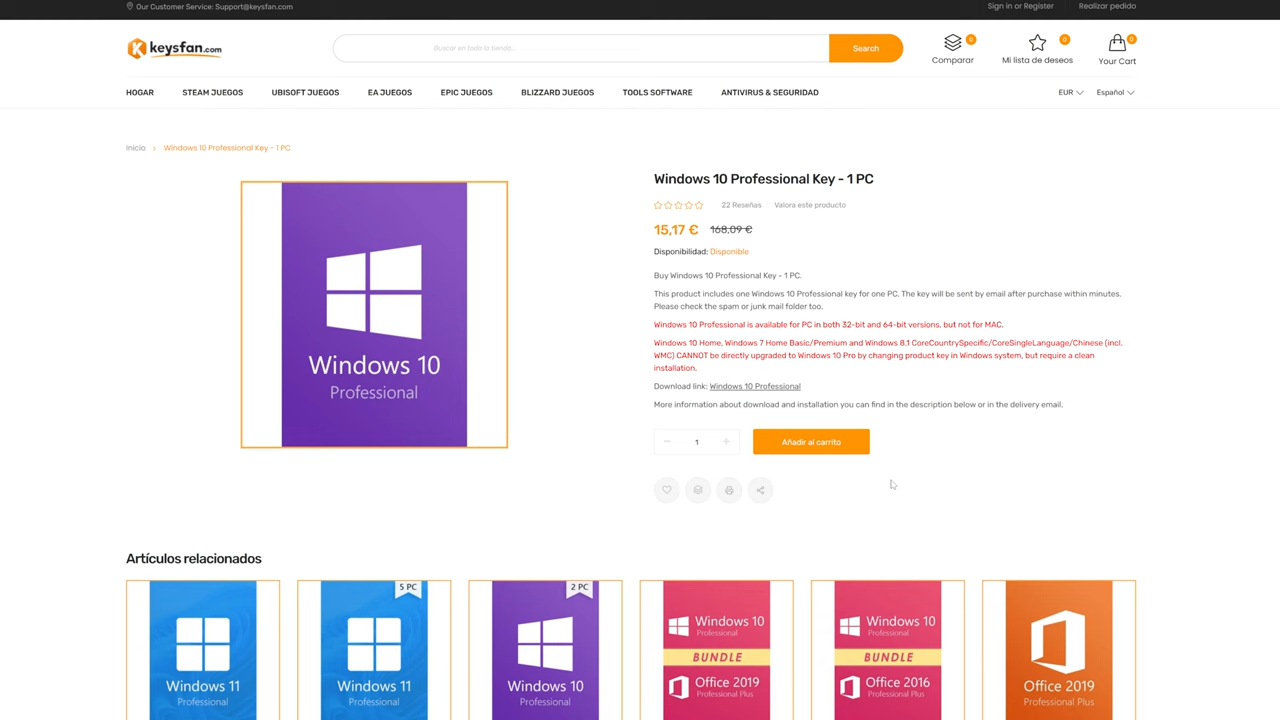 Our Customer Service: Support@keysfan.com
Sign in or Register
Realizar pedido
keysfan.com
Buscar en toda la tienda...
Search
0
0
0
Comparar
Mi lista de deseos
Your Cart
HOGAR
STEAM JUEGOS
UBISOFT JUEGOS
EA JUEGOS
EPIC JUEGOS
BLIZZARD JUEGOS
TOOLS SOFTWARE
ANTIVIRUS & SEGURIDAD
EUR
Español
Inicio
Windows 10 Professional Key - 1 PC
Windows 10
Professional
Windows 10 Professional Key - 1 PC
22 Reseñas
Valora este producto
15,17 € 168,09 €
Disponibilidad: Disponible
Buy Windows 10 Professional Key - 1 PC.
This product includes one Windows 10 Professional key for one PC. The key will be sent by email after purchase within minutes.
Please check the spam or junk mail folder too.
Windows 10 Professional is available for PC in both 32-bit and 64-bit versions, but not for MAC.
Windows 10 Home, Windows 7 Home Basic/Premium and Windows 8.1 CoreCountrySpecific/CoreSingleLanguage/Chinese (incl.
WMC) CANNOT be directly upgraded to Windows 10 Pro by changing product key in Windows system, but require a clean
installation.
Download link: Windows 10 Professional
More information about download and installation you can find in the description below or in the delivery email.
1
Añadir al carrito
Artículos relacionados
Windows 11
Professional
5 PC
Windows 11
Professional
2 PC
Windows 10
Professional
Windows 10
Professional
BUNDLE
Office 2019
Professional Plus
Windows 10
Professional
BUNDLE
Office 2016
Professional Plus
Office 2019
Professional Plus